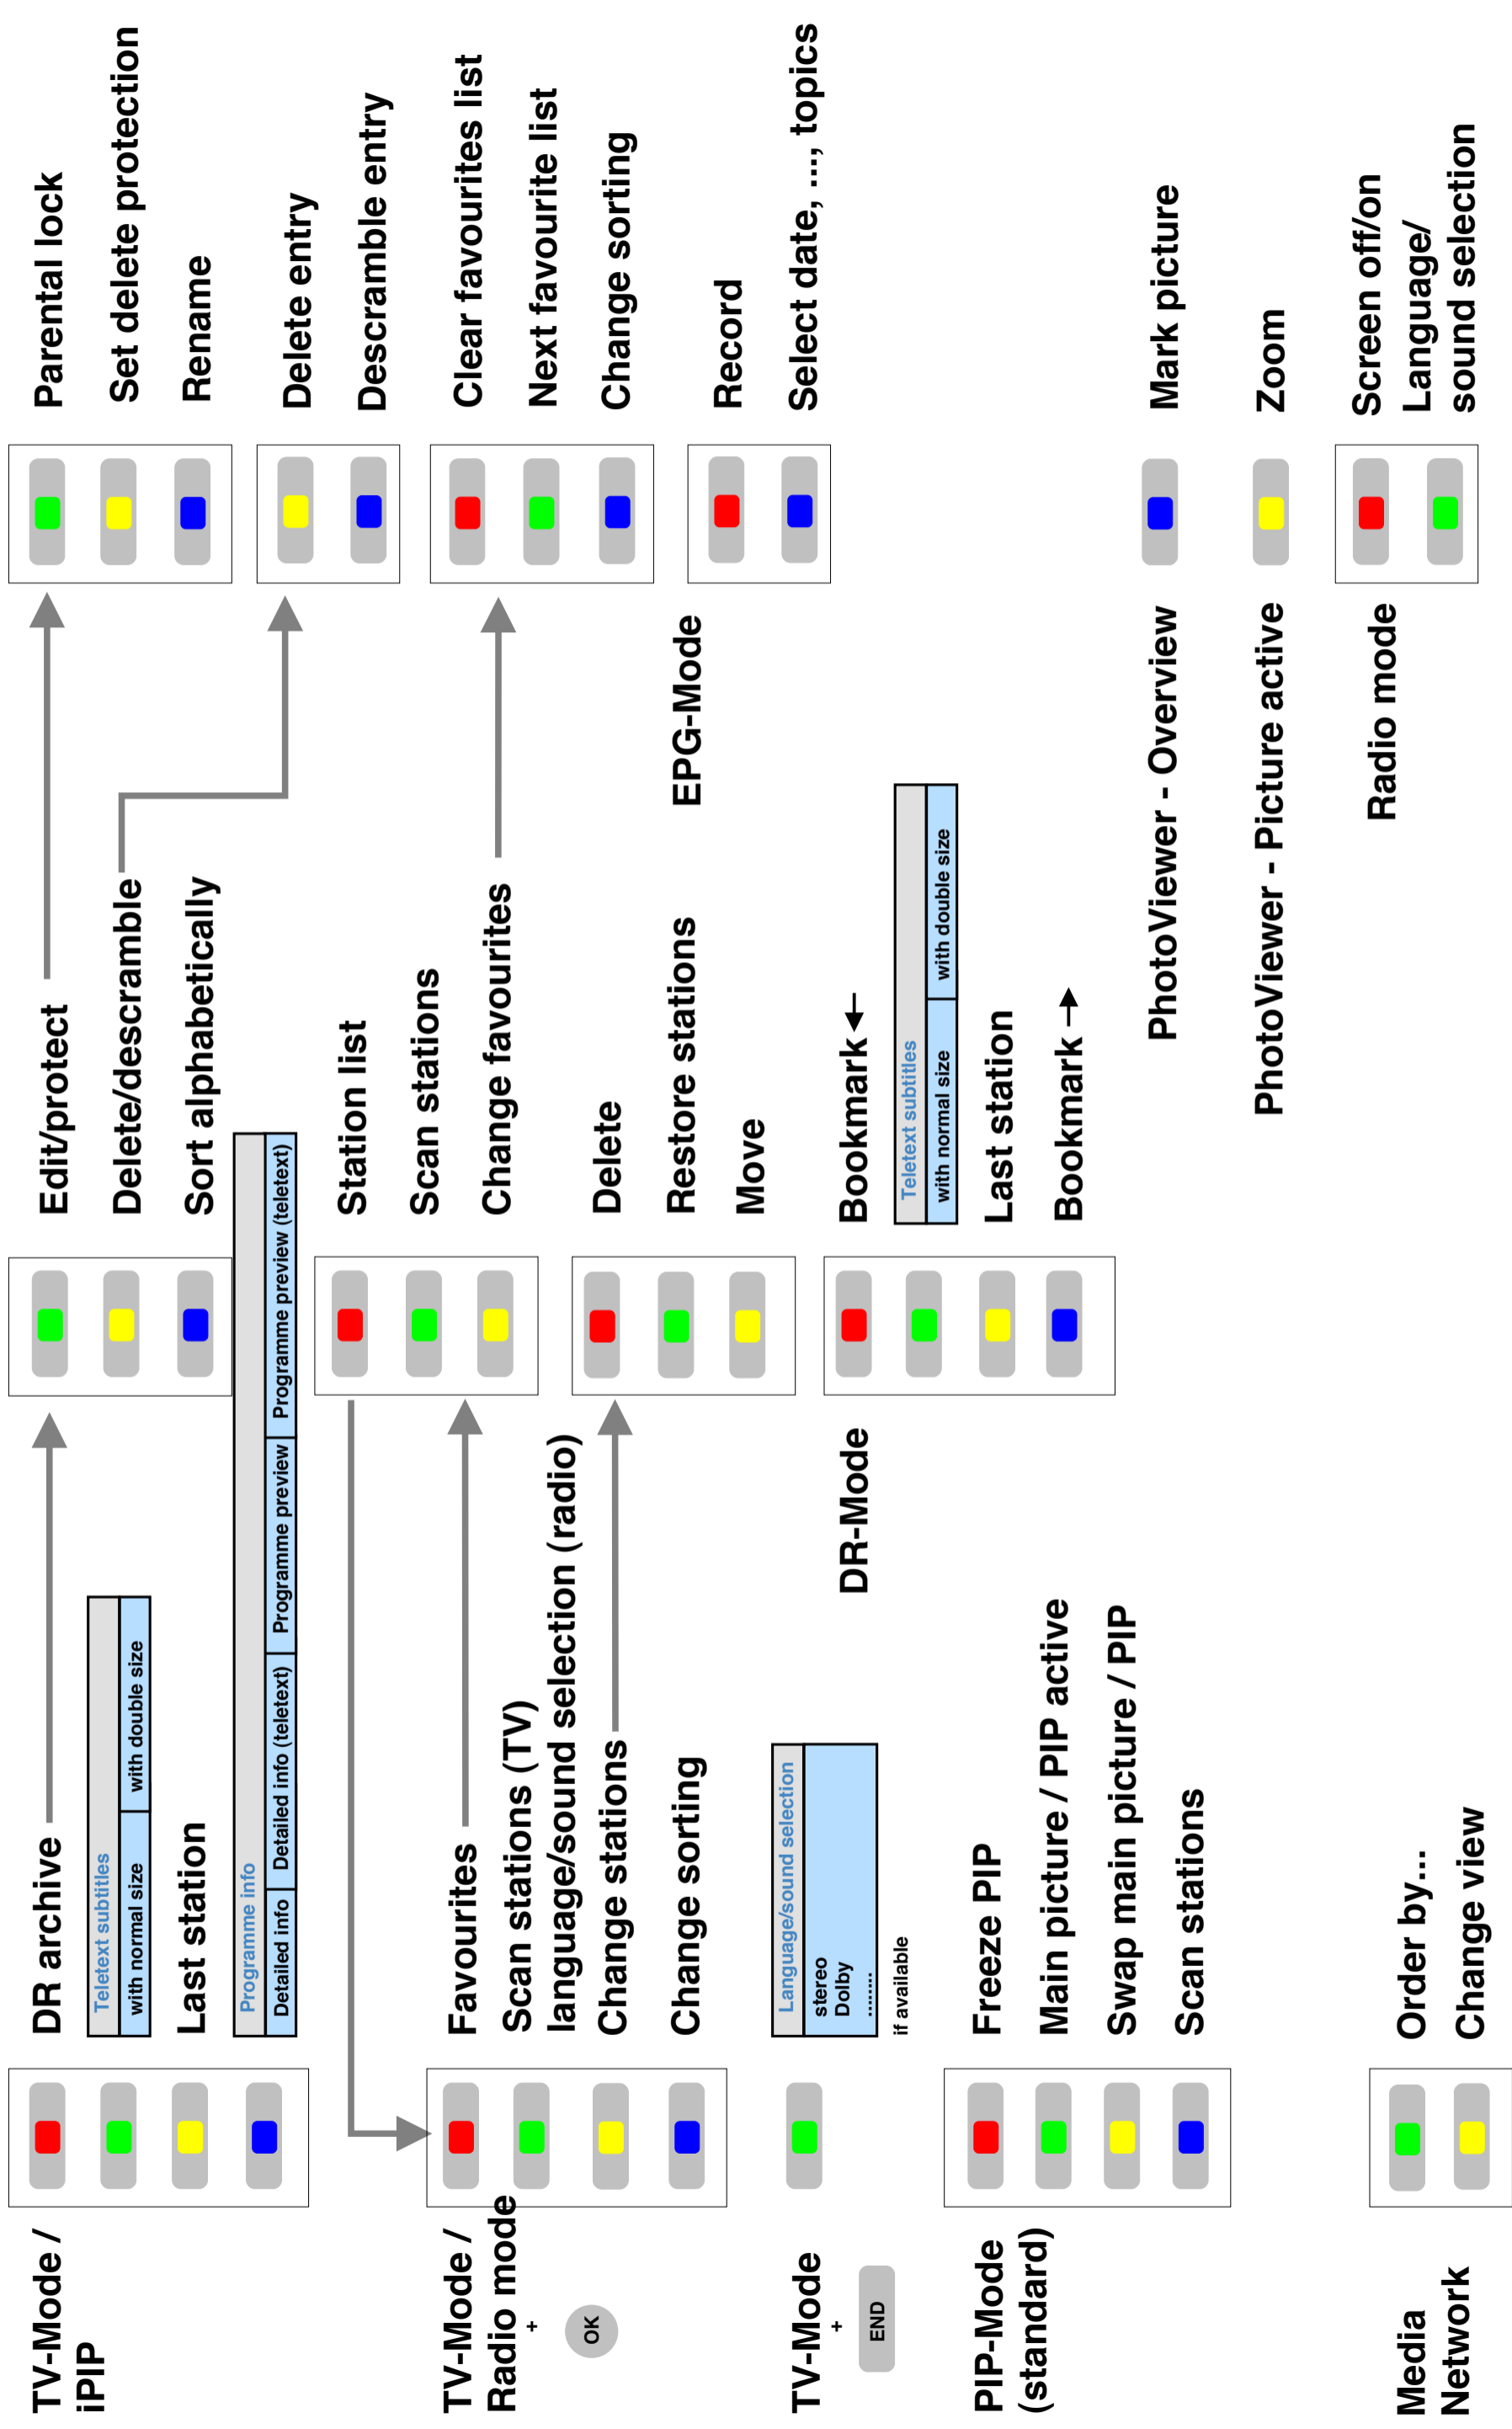 TV-Mode /
iPIP
DR archive
Teletext subtitles
with normal size
with double size
Last station
Programme info
Detailed info
Detailed info (teletext)
Programme preview
Programme preview (teletext)
Edit/protect
Delete/descramble
Sort alphabetically
Parental lock
Set delete protection
Rename
Delete entry
Descramble entry
TV-Mode /
Radio mode
+
OK
Favourites
Scan stations (TV)
language/sound selection (radio)
Change stations
Change sorting
Station list
Scan stations
Change favourites
Clear favourites list
Next favourite list
Change sorting
Delete
Restore stations
Move
EPG-Mode
Record
Select date, ...., topics
TV-Mode
+
END
Language/sound selection
stereo
Dolby
.........
if available
DR-Mode
Bookmark ←
Teletext subtitles
with normal size
with double size
Last station
Bookmark →
PIP-Mode
(standard)
Freeze PIP
Main picture / PIP active
Swap main picture / PIP
Scan stations
PhotoViewer - Overview
Mark picture
PhotoViewer - Picture active
Zoom
Media
Network
Order by...
Change view
Radio mode
Screen off/on
Language/
sound selection